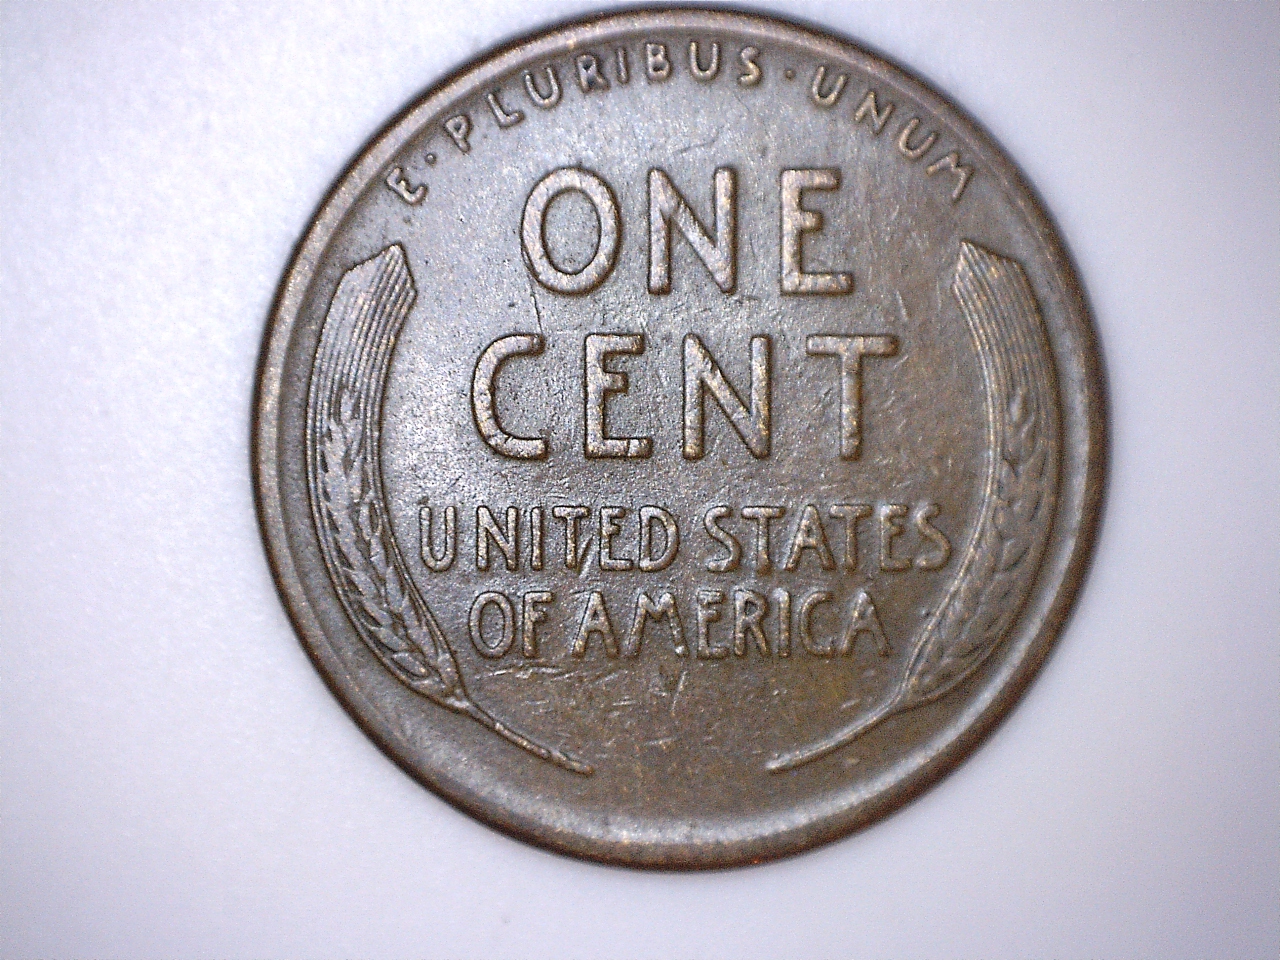 E·PLURIBUS·UNUM
ONE
CENT
UNITED STATES
OF AMERICA